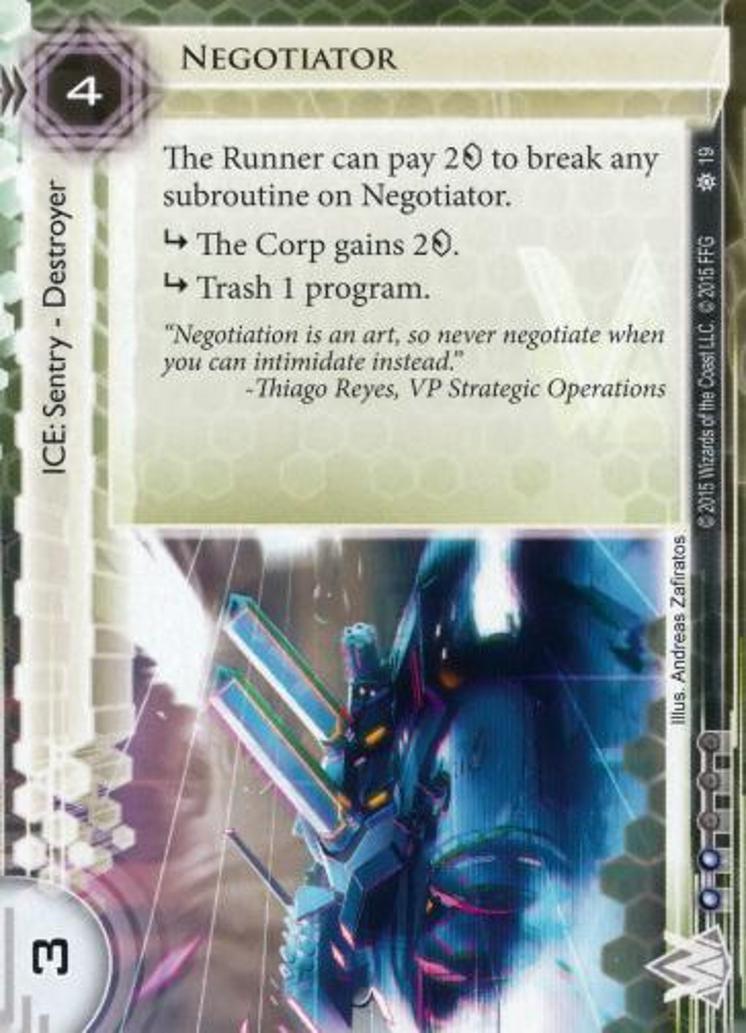 Negotiator
4
ICE: Sentry - Destroyer
The Runner can pay 2 to break any
subroutine on Negotiator.
The Corp gains 2.
Trash 1 program.
“Negotiation is an art, so never negotiate when
you can intimidate instead.”
-Thiago Reyes, VP Strategic Operations
Illus. Andreas Zafiratos
© 2015 Wizards of the Coast LLC. © 2015 FFG 19
3